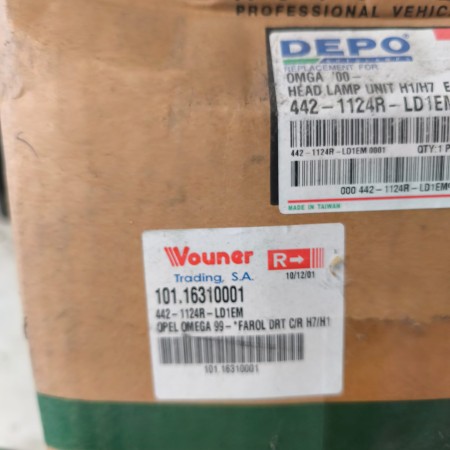 PROFESSIONAL VEHIC
DEPO
REPLACEMENT FOR
OMGA '00-
HEAD LAMP UNIT H1/H7 E
442-1124R-LD1EM
442-1124R-LD1EM 0001 QTY:1 P
000 442-1124R-LD1EM
MADE IN TAIWAN
Wouner R
Trading, S.A. 10/12/01
101.16310001
442-1124R-LD1EM
OPEL OMEGA 99-*FAROL DRT C/R H7/H1
101.16310001